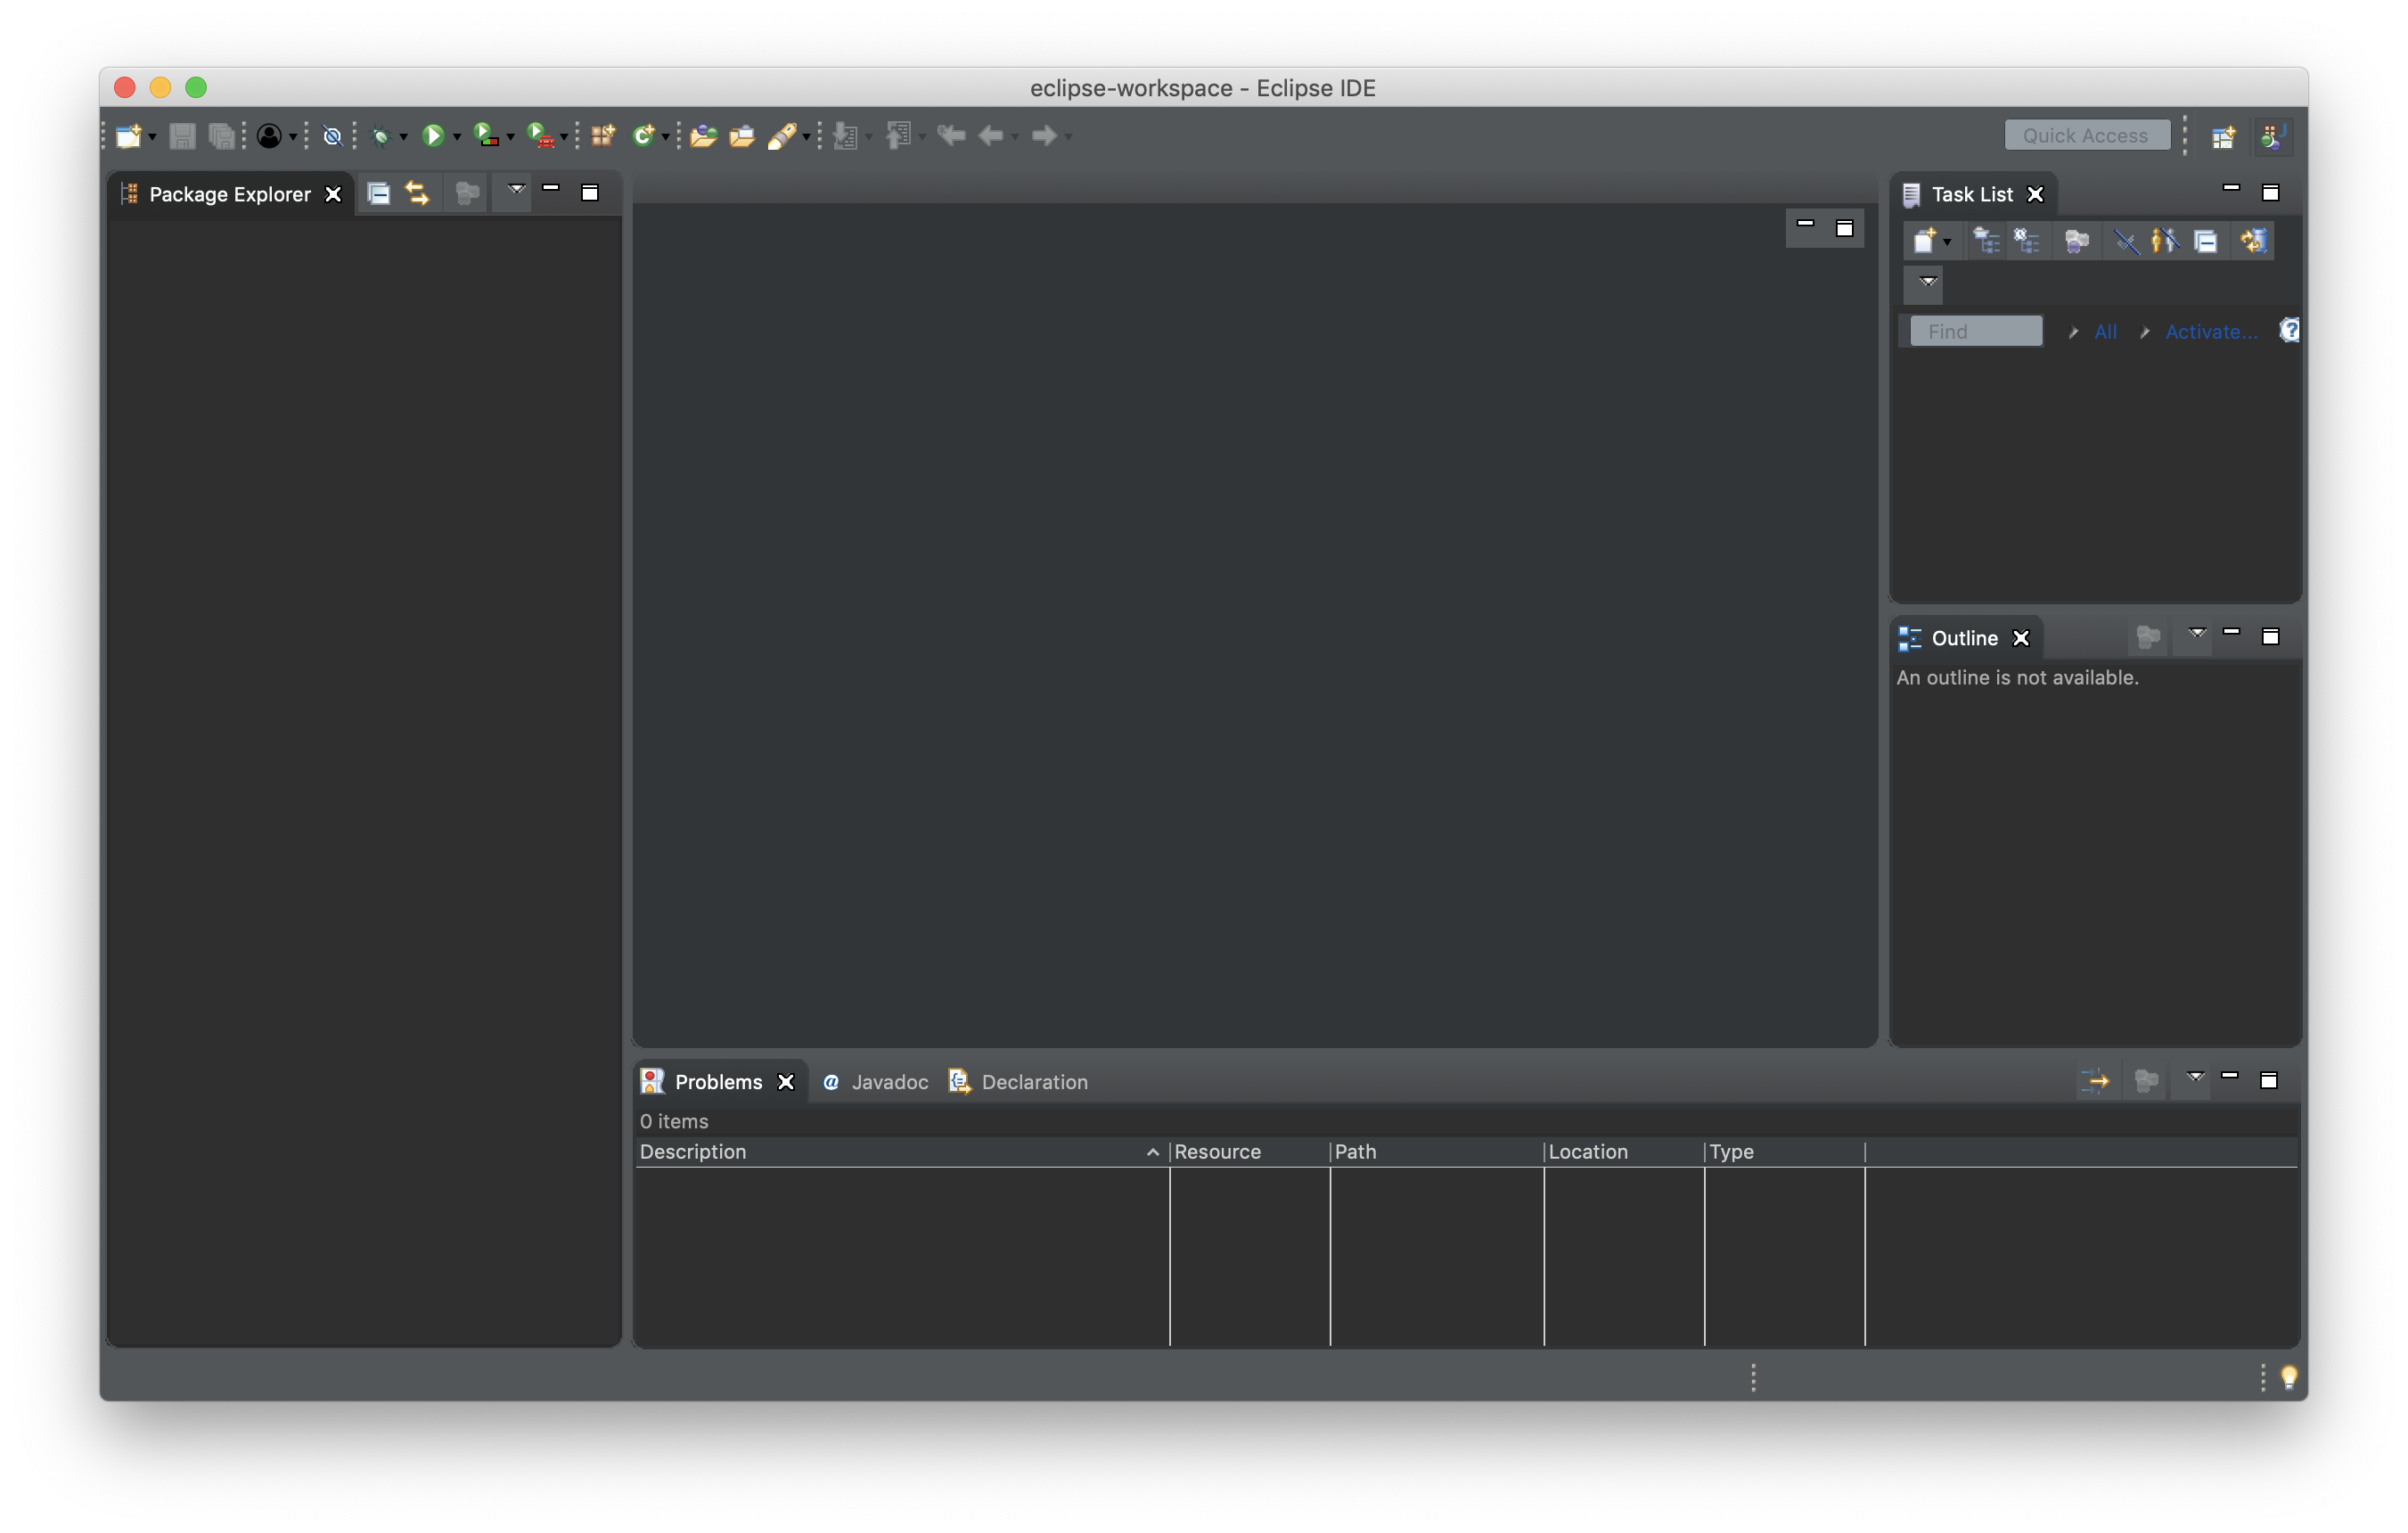 eclipse-workspace - Eclipse IDE
Quick Access
Package Explorer
Task List
Find
All
Activate...
Outline
An outline is not available.
Problems
@ Javadoc
Declaration
0 items
Description
Resource
Path
Location
Type